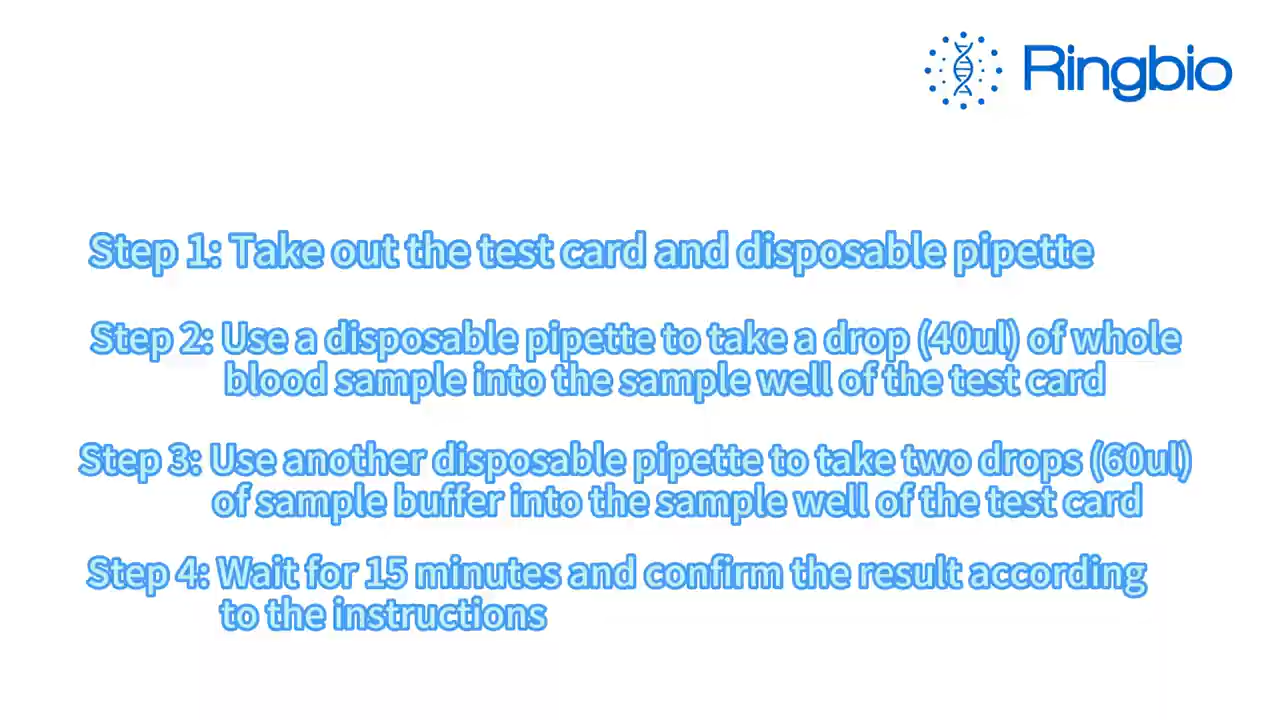 Ringbio
Step 1: Take out the test card and disposable pipette
Step 2: Use a disposable pipette to take a drop (40ul) of whole
blood sample into the sample well of the test card
Step 3: Use another disposable pipette to take two drops (60ul)
of sample buffer into the sample well of the test card
Step 4: Wait for 15 minutes and confirm the result according
to the instructions